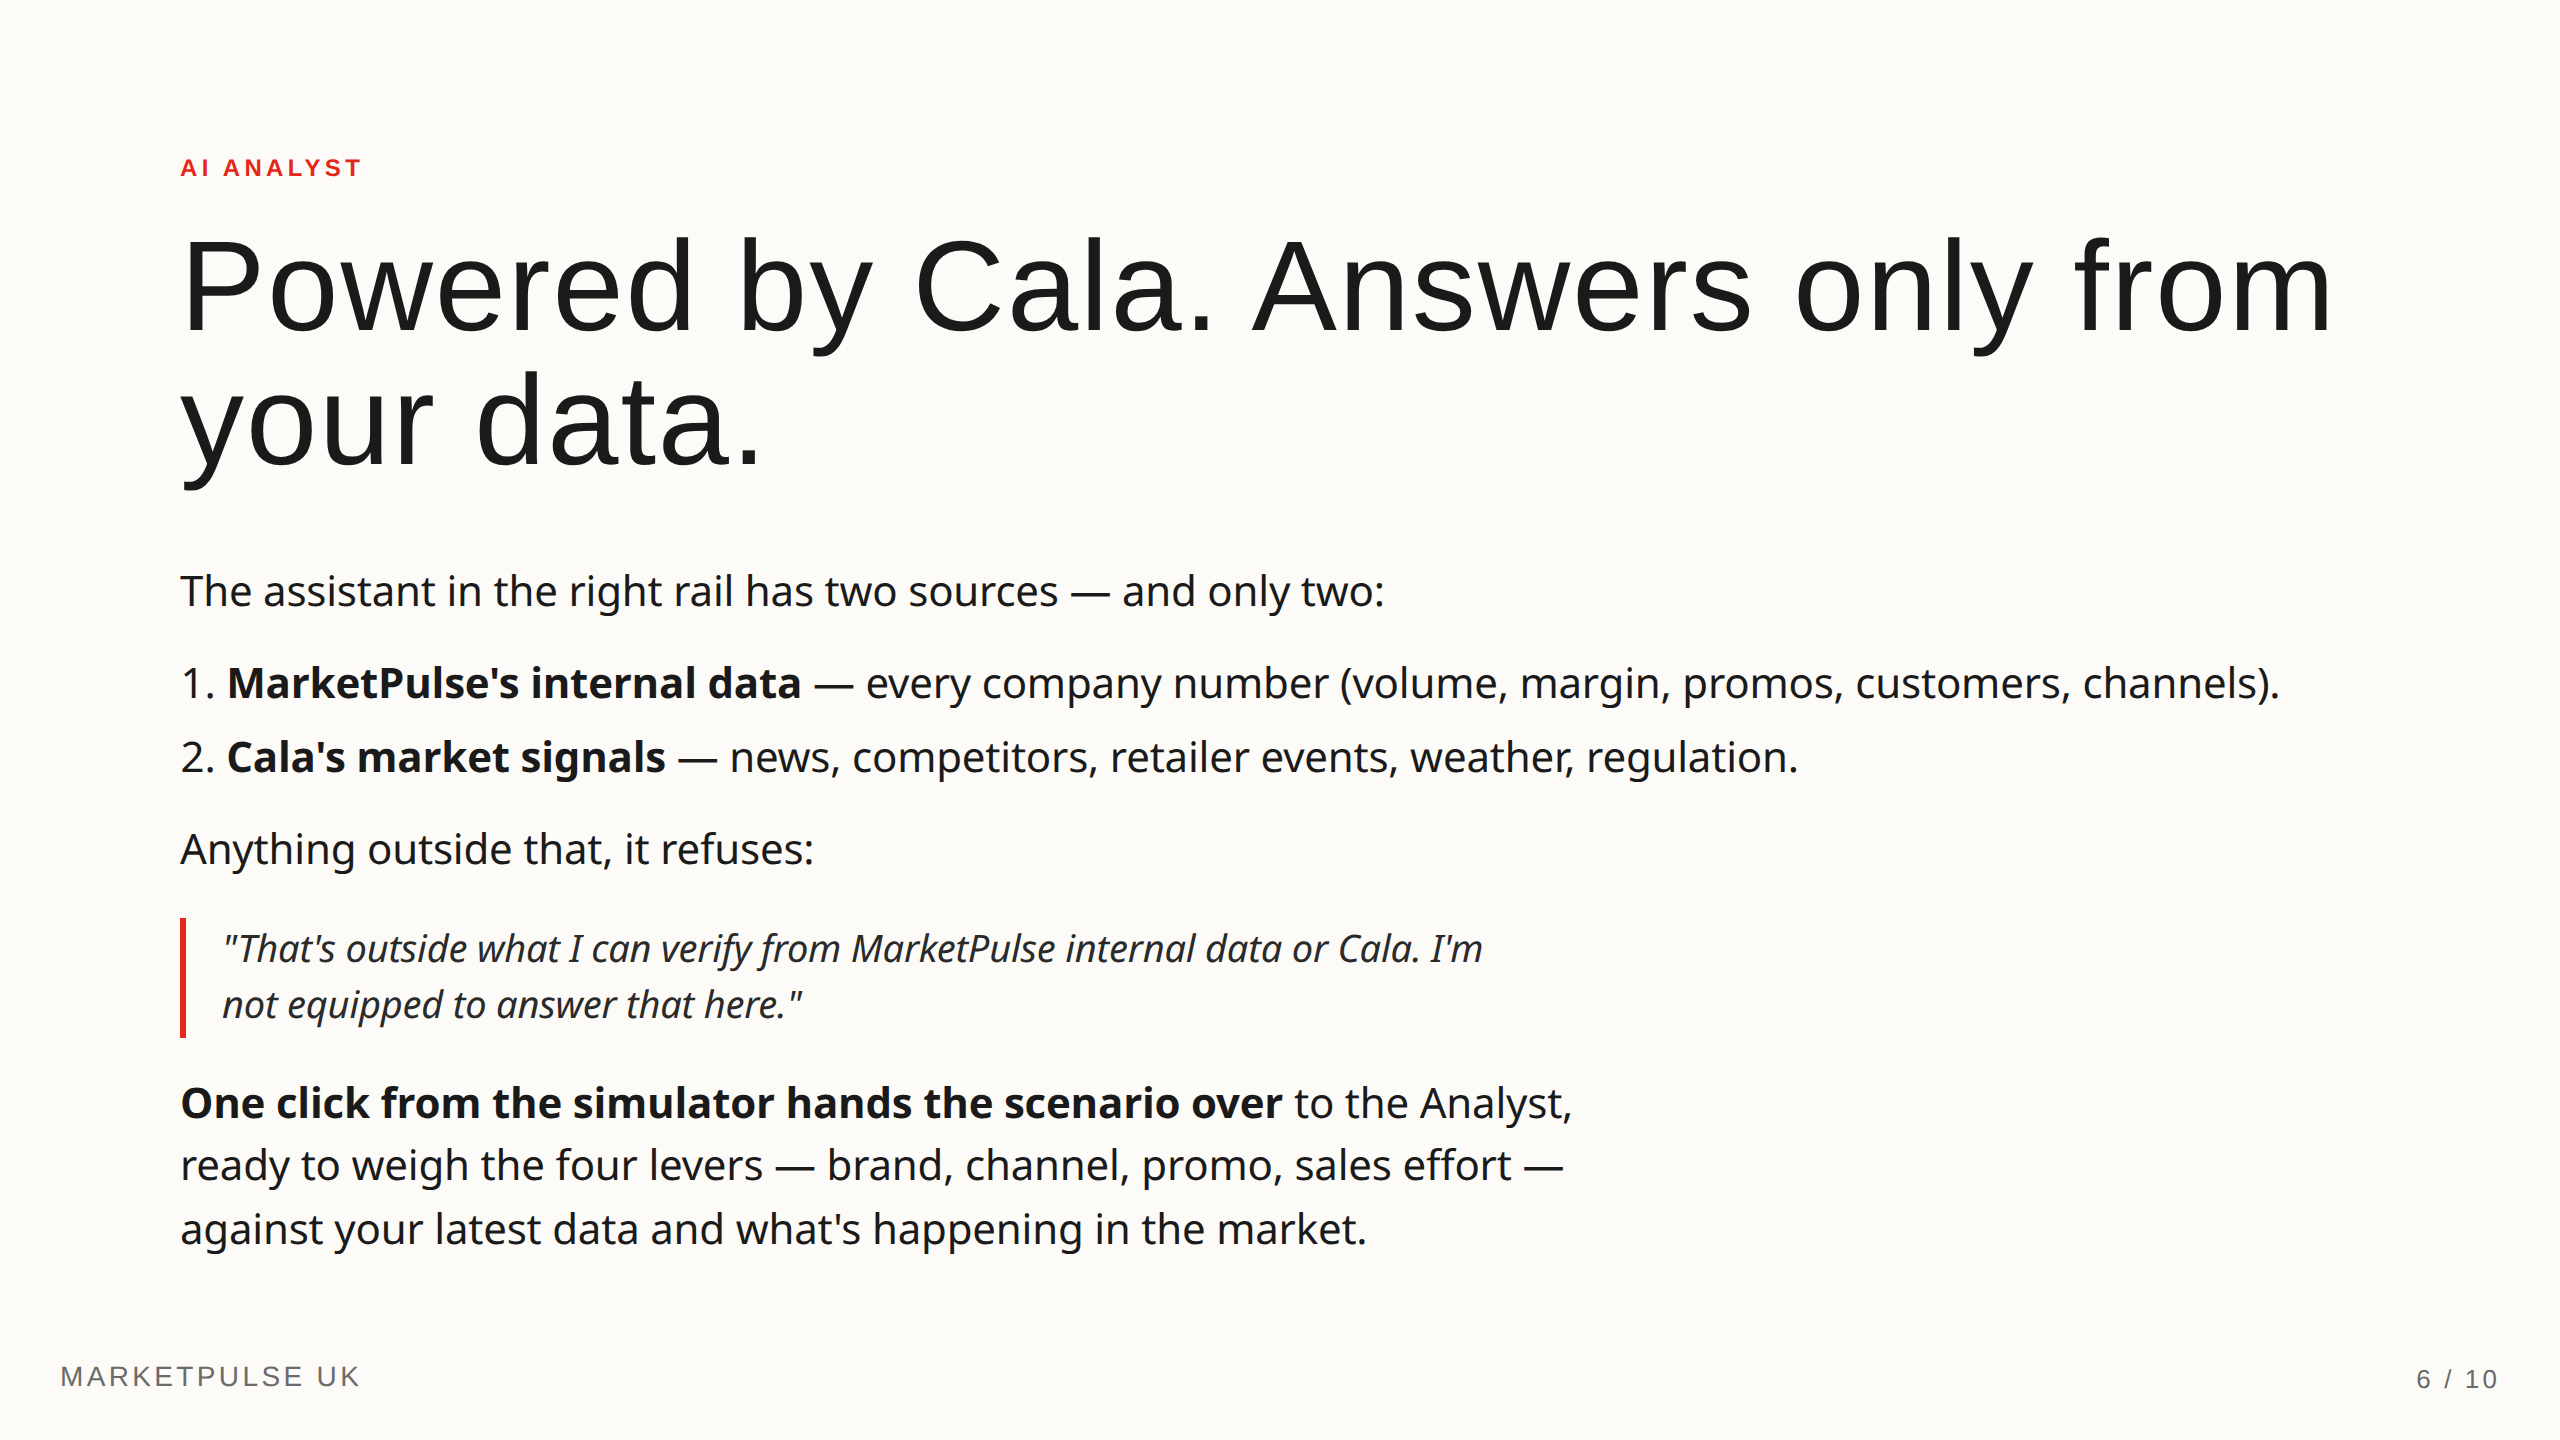 AI ANALYST
Powered by Cala. Answers only from
your data.
The assistant in the right rail has two sources — and only two:
1. MarketPulse's internal data — every company number (volume, margin, promos, customers, channels).
2. Cala's market signals — news, competitors, retailer events, weather, regulation.
Anything outside that, it refuses:
"That's outside what I can verify from MarketPulse internal data or Cala. I'm
not equipped to answer that here."
One click from the simulator hands the scenario over to the Analyst,
ready to weigh the four levers — brand, channel, promo, sales effort —
against your latest data and what's happening in the market.
MARKETPULSE UK
6 / 10